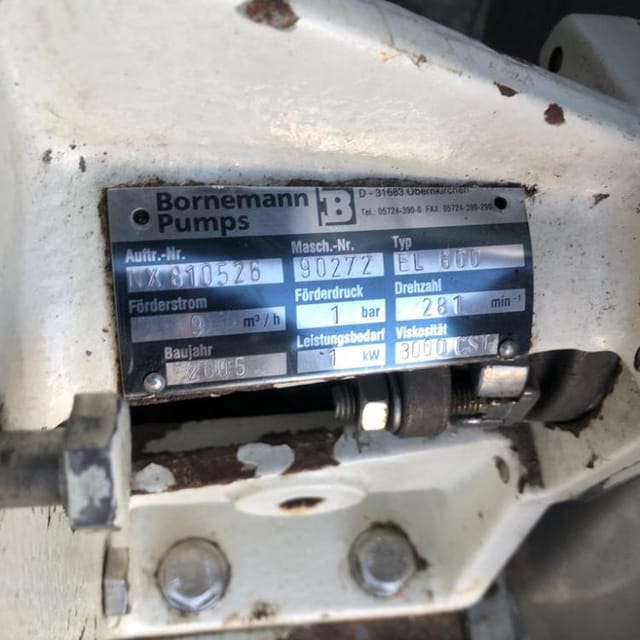 Bornemann Pumps
B
D - 31683 Obernkirchen
Tel.: 05724-390-0 FAX. 05724-390-290
Auftr.-Nr. Masch.-Nr. Typ
NX 810526 90272 EL 600
Förderstrom Förderdruck Drehzahl
9 m³/h 1 bar 281 min⁻¹
Baujahr Leistungsbedarf Viskosität
2005 1 kW 3000 CST